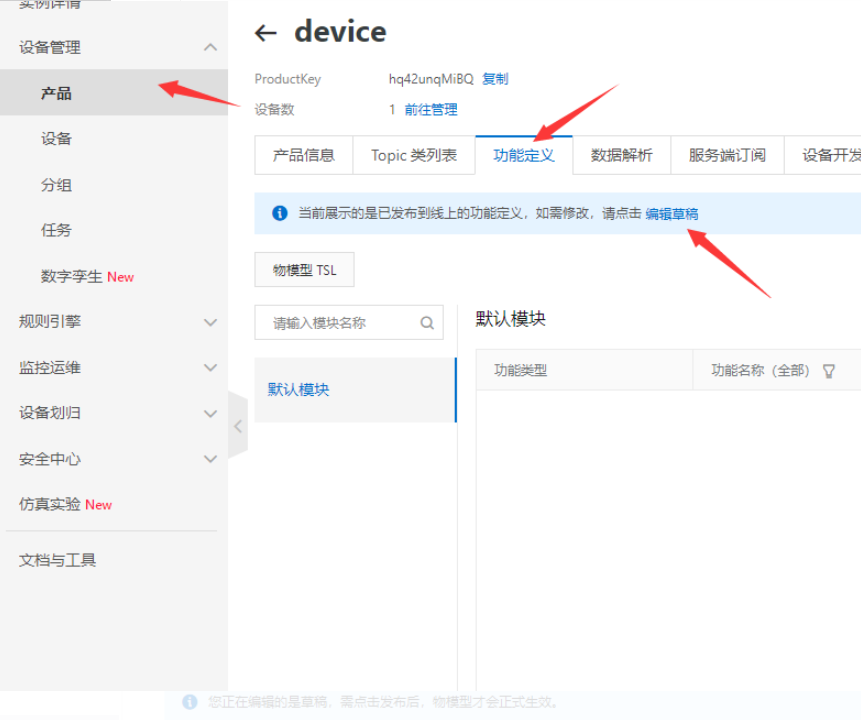 实例详情
设备管理
产品
设备
分组
任务
数字孪生 New
规则引擎
监控运维
设备划归
安全中心
仿真实验 New
文档与工具
← device
ProductKey hq42unqMiBQ 复制
设备数 1 前往管理
产品信息 Topic 类列表 功能定义 数据解析 服务端订阅 设备开发
当前展示的是已发布到线上的功能定义，如需修改，请点击 编辑草稿
物模型 TSL
请输入模块名称
默认模块
默认模块
功能类型 功能名称（全部）
您正在编辑的是草稿，需点击发布后，物模型才会正式生效。